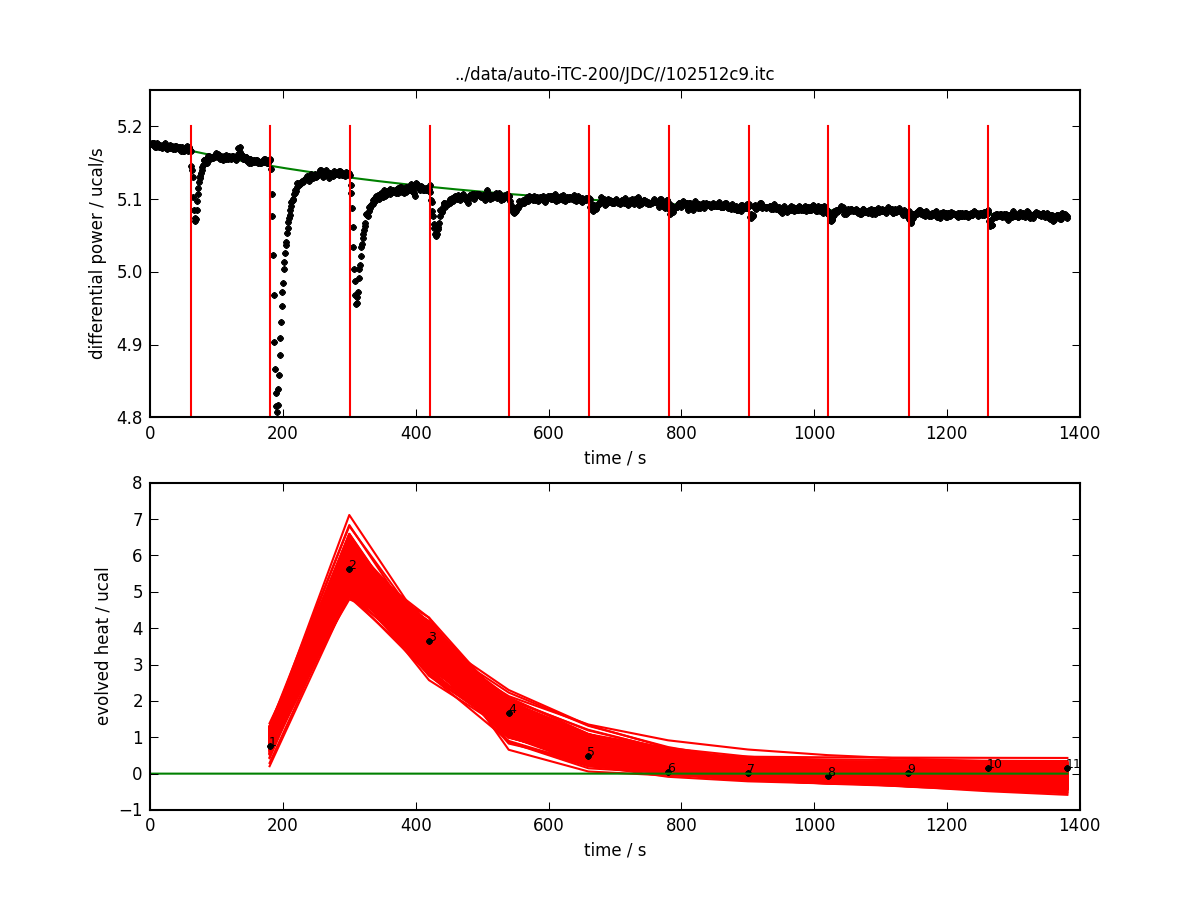 ../data/auto-iTC-200/JDC//102512c9.itc
differential power / ucal/s
5.2
5.1
5.0
4.9
4.8
0 200 400 600 800 1000 1200 1400
time / s
evolved heat / ucal
8
7
6
5
4
3
2
1
0
−1
1 2 3 4 5 6 7 8 9 10 11
0 200 400 600 800 1000 1200 1400
time / s